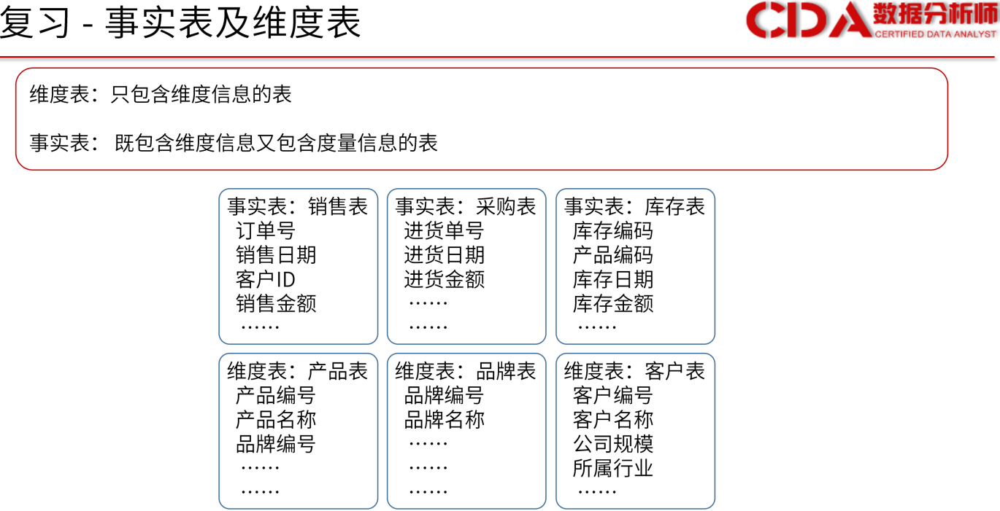 复习 - 事实表及维度表
CDA数据分析师
CERTIFIED DATA ANALYST
维度表：只包含维度信息的表
事实表： 既包含维度信息又包含度量信息的表
事实表：销售表
订单号
销售日期
客户ID
销售金额
……
事实表：采购表
进货单号
进货日期
进货金额
……
……
事实表：库存表
库存编码
产品编码
库存日期
库存金额
……
维度表：产品表
产品编号
产品名称
品牌编号
……
……
维度表：品牌表
品牌编号
品牌名称
……
……
……
维度表：客户表
客户编号
客户名称
公司规模
所属行业
……